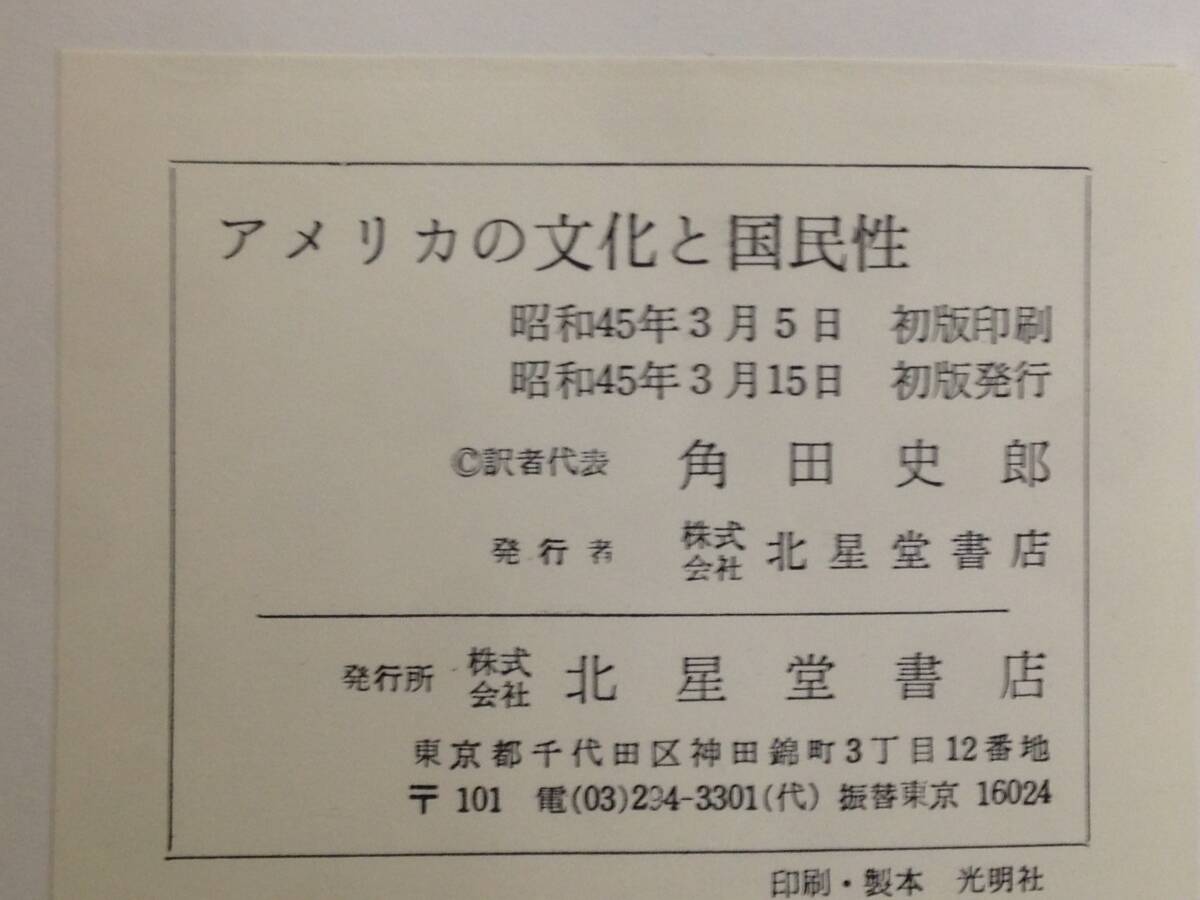 アメリカの文化と国民性
昭和45年3月5日 初版印刷
昭和45年3月15日 初版発行
©訳者代表 角田史郎
発行者 株式会社 北星堂書店
発行所 株式会社 北星堂書店
東京都千代田区神田錦町3丁目12番地
〒101 電(03)294-3301(代) 振替東京 16024
印刷・製本 光明社